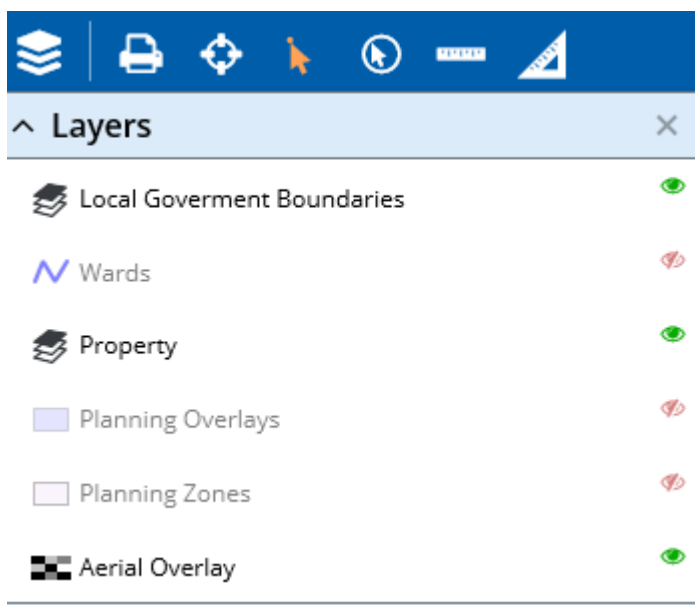 Layers
Local Goverment Boundaries
Wards
Property
Planning Overlays
Planning Zones
Aerial Overlay